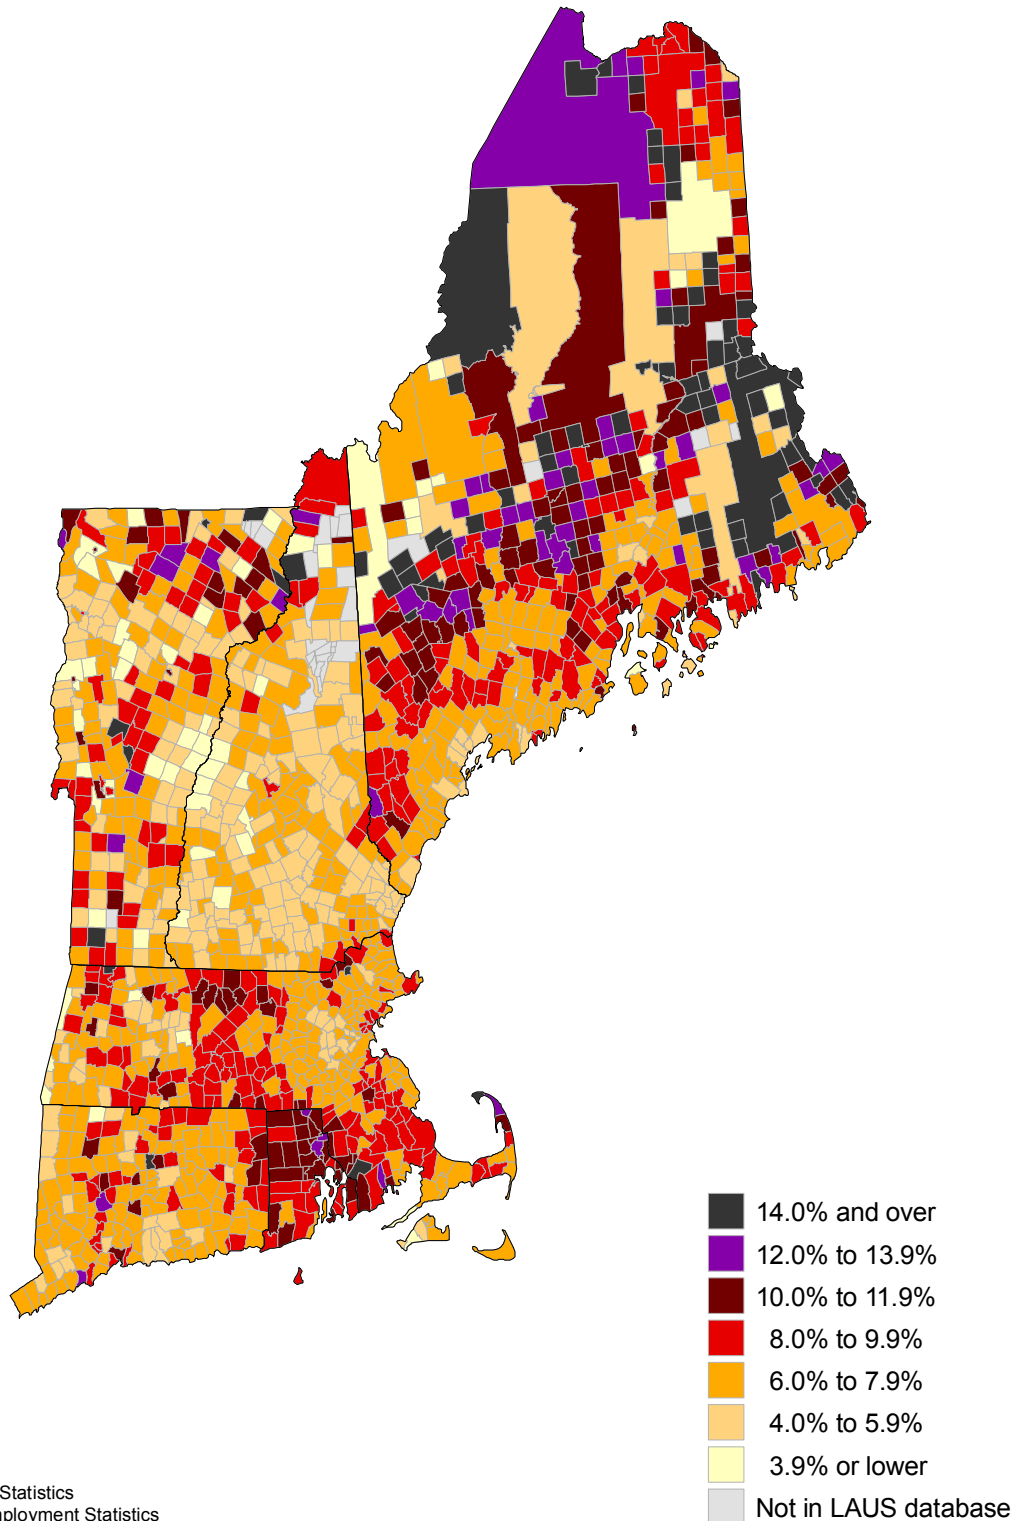 14.0% and over
12.0% to 13.9%
10.0% to 11.9%
8.0% to 9.9%
6.0% to 7.9%
4.0% to 5.9%
3.9% or lower
Not in LAUS database
Statistics
Statistics